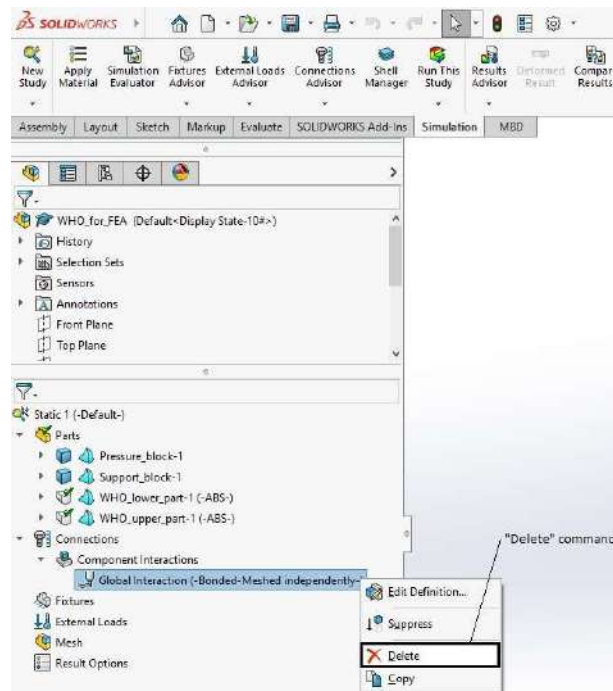 SOLIDWORKS
New Study
Apply Material
Simulation Evaluator
Fixtures Advisor
External Loads Advisor
Connections Advisor
Shell Manager
Run This Study
Results Advisor
Deformed Result
Compare Results
Assembly Layout Sketch Markup Evaluate SOLIDWORKS Add-Ins Simulation MBD
WHO_for_FEA (Default<Display State-10#>)
History
Selection Sets
Sensors
Annotations
Front Plane
Top Plane
Static 1 (-Default-)
Parts
Pressure_block-1
Support_block-1
WHO_lower_part-1 (-ABS-)
WHO_upper_part-1 (-ABS-)
Connections
Component Interactions
Global Interaction (-Bonded-Meshed independently-)
"Delete" command
Edit Definition...
Fixtures
Suppress
External Loads
Mesh
Delete
Result Options
Copy